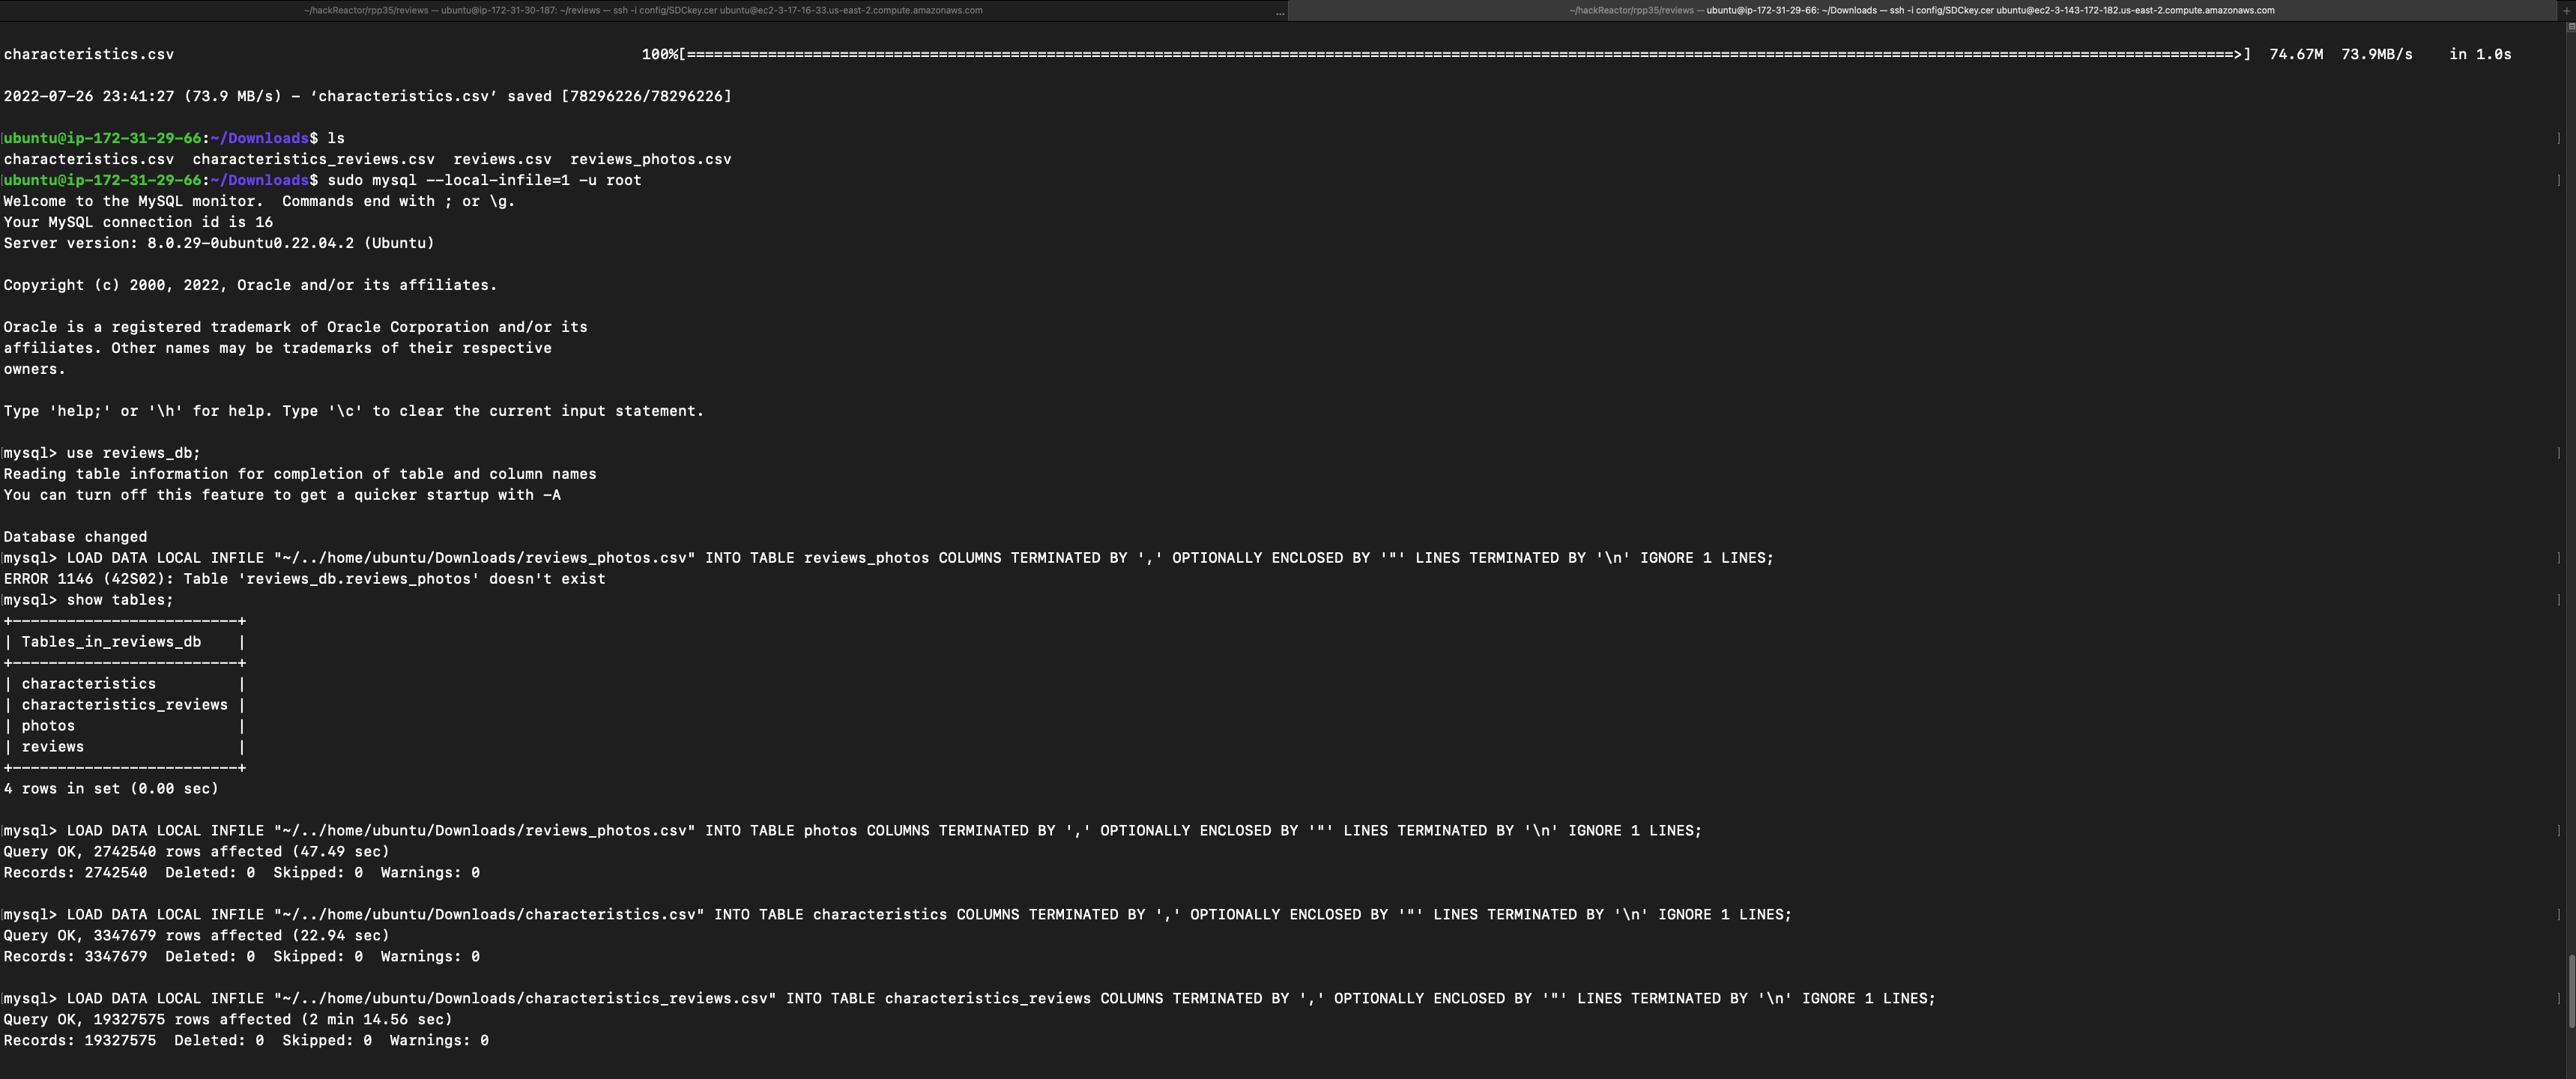 ~/hackReactor/rpp35/reviews — ubuntu@ip-172-31-30-187: ~/reviews — ssh -i config/SDCkey.cer ubuntu@ec2-3-17-16-33.us-east-2.compute.amazonaws.com ... ~/hackReactor/rpp35/reviews — ubuntu@ip-172-31-29-66: ~/Downloads — ssh -i config/SDCkey.cer ubuntu@ec2-3-143-172-182.us-east-2.compute.amazonaws.com +
characteristics.csv 100%[============================================================================================================================================================================>] 74.67M 73.9MB/s in 1.0s
2022-07-26 23:41:27 (73.9 MB/s) - ‘characteristics.csv’ saved [78296226/78296226]
[ubuntu@ip-172-31-29-66:~/Downloads$ ls ]
characteristics.csv characteristics_reviews.csv reviews.csv reviews_photos.csv
[ubuntu@ip-172-31-29-66:~/Downloads$ sudo mysql --local-infile=1 -u root ]
Welcome to the MySQL monitor. Commands end with ; or \g.
Your MySQL connection id is 16
Server version: 8.0.29-0ubuntu0.22.04.2 (Ubuntu)
Copyright (c) 2000, 2022, Oracle and/or its affiliates.
Oracle is a registered trademark of Oracle Corporation and/or its
affiliates. Other names may be trademarks of their respective
owners.
Type 'help;' or '\h' for help. Type '\c' to clear the current input statement.
[mysql> use reviews_db; ]
Reading table information for completion of table and column names
You can turn off this feature to get a quicker startup with -A
Database changed
[mysql> LOAD DATA LOCAL INFILE "~/../home/ubuntu/Downloads/reviews_photos.csv" INTO TABLE reviews_photos COLUMNS TERMINATED BY ',' OPTIONALLY ENCLOSED BY '"' LINES TERMINATED BY '\n' IGNORE 1 LINES; ]
ERROR 1146 (42S02): Table 'reviews_db.reviews_photos' doesn't exist
[mysql> show tables; ]
+-------------------------+
| Tables_in_reviews_db |
+-------------------------+
| characteristics |
| characteristics_reviews |
| photos |
| reviews |
+-------------------------+
4 rows in set (0.00 sec)
[mysql> LOAD DATA LOCAL INFILE "~/../home/ubuntu/Downloads/reviews_photos.csv" INTO TABLE photos COLUMNS TERMINATED BY ',' OPTIONALLY ENCLOSED BY '"' LINES TERMINATED BY '\n' IGNORE 1 LINES; ]
Query OK, 2742540 rows affected (47.49 sec)
Records: 2742540 Deleted: 0 Skipped: 0 Warnings: 0
[mysql> LOAD DATA LOCAL INFILE "~/../home/ubuntu/Downloads/characteristics.csv" INTO TABLE characteristics COLUMNS TERMINATED BY ',' OPTIONALLY ENCLOSED BY '"' LINES TERMINATED BY '\n' IGNORE 1 LINES; ]
Query OK, 3347679 rows affected (22.94 sec)
Records: 3347679 Deleted: 0 Skipped: 0 Warnings: 0
[mysql> LOAD DATA LOCAL INFILE "~/../home/ubuntu/Downloads/characteristics_reviews.csv" INTO TABLE characteristics_reviews COLUMNS TERMINATED BY ',' OPTIONALLY ENCLOSED BY '"' LINES TERMINATED BY '\n' IGNORE 1 LINES; ]
Query OK, 19327575 rows affected (2 min 14.56 sec)
Records: 19327575 Deleted: 0 Skipped: 0 Warnings: 0